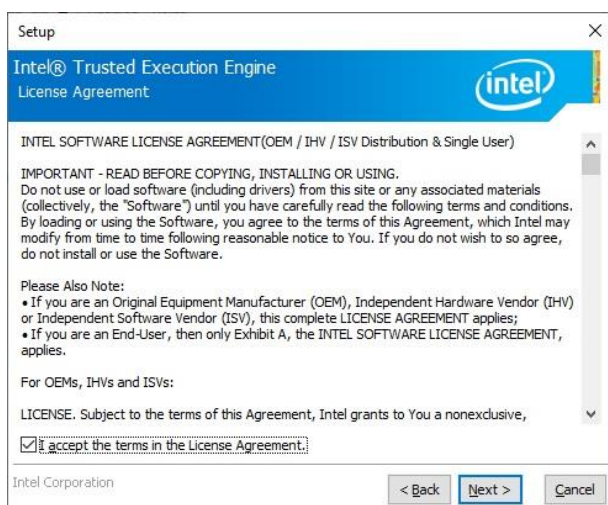 Setup
Intel® Trusted Execution Engine
License Agreement
intel
INTEL SOFTWARE LICENSE AGREEMENT(OEM / IHV / ISV Distribution & Single User)
IMPORTANT - READ BEFORE COPYING, INSTALLING OR USING.
Do not use or load software (including drivers) from this site or any associated materials
(collectively, the "Software") until you have carefully read the following terms and conditions.
By loading or using the Software, you agree to the terms of this Agreement, which Intel may
modify from time to time following reasonable notice to You. If you do not wish to so agree,
do not install or use the Software.
Please Also Note:
• If you are an Original Equipment Manufacturer (OEM), Independent Hardware Vendor (IHV)
or Independent Software Vendor (ISV), this complete LICENSE AGREEMENT applies;
• If you are an End-User, then only Exhibit A, the INTEL SOFTWARE LICENSE AGREEMENT,
applies.
For OEMs, IHVs and ISVs:
LICENSE. Subject to the terms of this Agreement, Intel grants to You a nonexclusive,
I accept the terms in the License Agreement.
Intel Corporation
< Back Next > Cancel